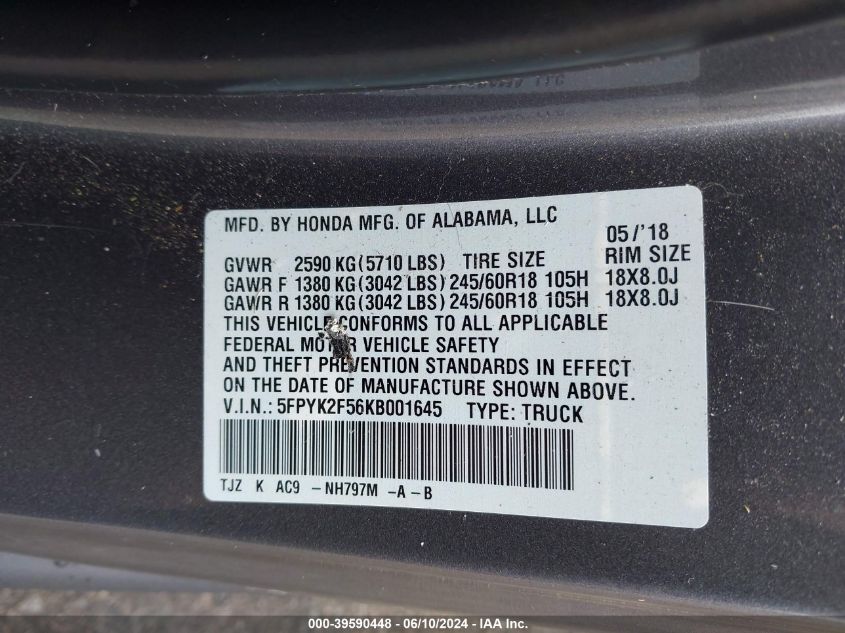 MFD. BY HONDA MFG. OF ALABAMA, LLC
05/'18
GVWR 2590 KG (5710 LBS) TIRE SIZE RIM SIZE
GAWR F 1380 KG (3042 LBS) 245/60R18 105H 18X8.0J
GAWR R 1380 KG (3042 LBS) 245/60R18 105H 18X8.0J
THIS VEHICLE CONFORMS TO ALL APPLICABLE
FEDERAL MOTOR VEHICLE SAFETY
AND THEFT PREVENTION STANDARDS IN EFFECT
ON THE DATE OF MANUFACTURE SHOWN ABOVE.
V.I.N.: 5FPYK2F56KB001645 TYPE: TRUCK
TJZ K AC9 -NH797M -A-B
000-39590448 - 06/10/2024 - IAA Inc.